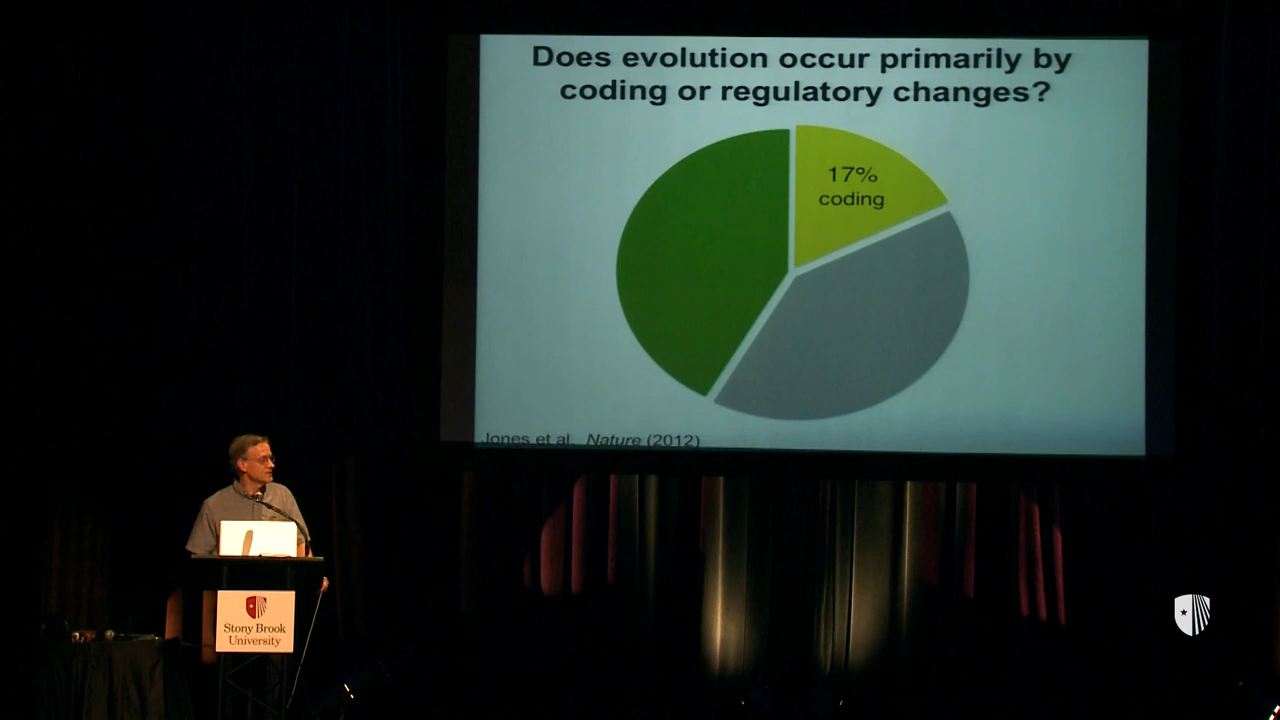 Does evolution occur primarily by
coding or regulatory changes?
17%
coding
Jones et al. Nature (2012)
Stony Brook
University